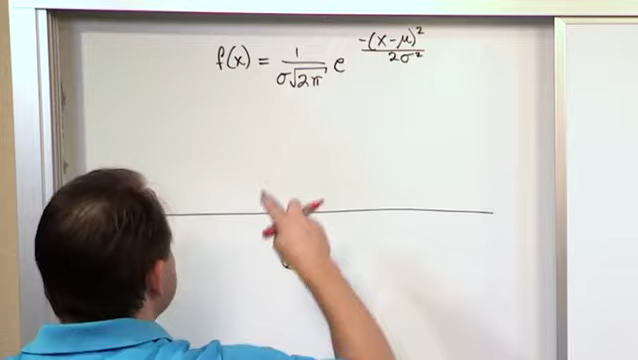 f(x) = 1/(σ√2π) e^(-(x-μ)²/2σ²)